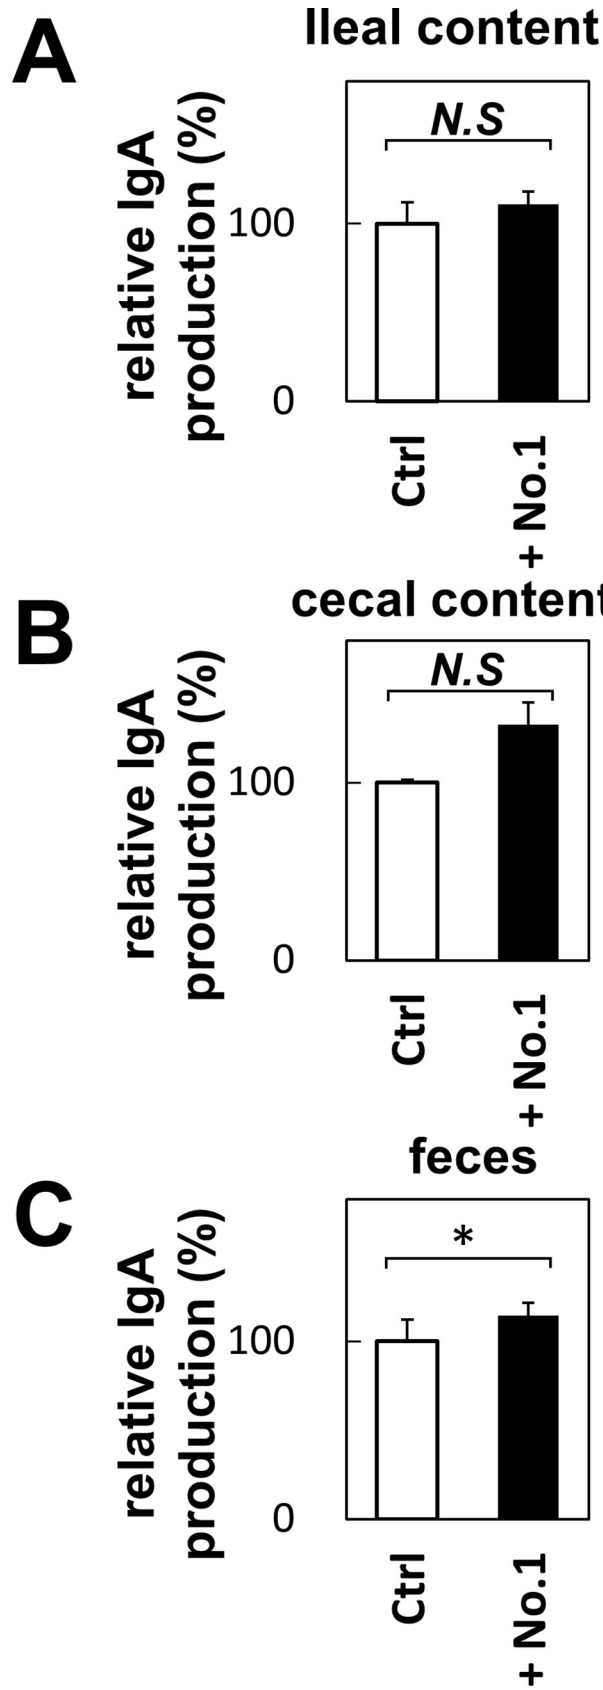 A
Ileal content
relative IgA
production (%)
N.S
100
0
Ctrl
+ No.1
B
cecal content
relative IgA
production (%)
N.S
100
0
Ctrl
+ No.1
C
feces
relative IgA
production (%)
*
100
0
Ctrl
+ No.1